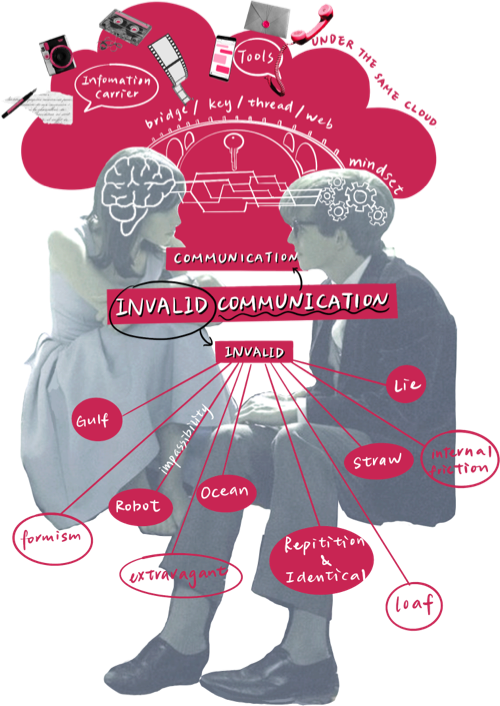 UNDER THE SAME CLOUD
Tools
Infomation
Carrier
bridge / key / thread / web
mindset
COMMUNICATION
INVALID COMMUNICATION
INVALID
Lie
Gulf
impassibility
straw
internal
friction
Robot
Ocean
formism
extraragant
Repitition
&
Identical
loaf